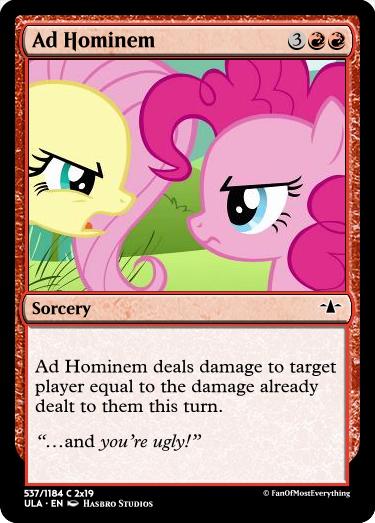 Ad Hominem 3
Sorcery
Ad Hominem deals damage to target
player equal to the damage already
dealt to them this turn.
“…and you’re ugly!”
537/1184 C 2x19
ULA • EN Hasbro Studios
© FanOfMostEverything